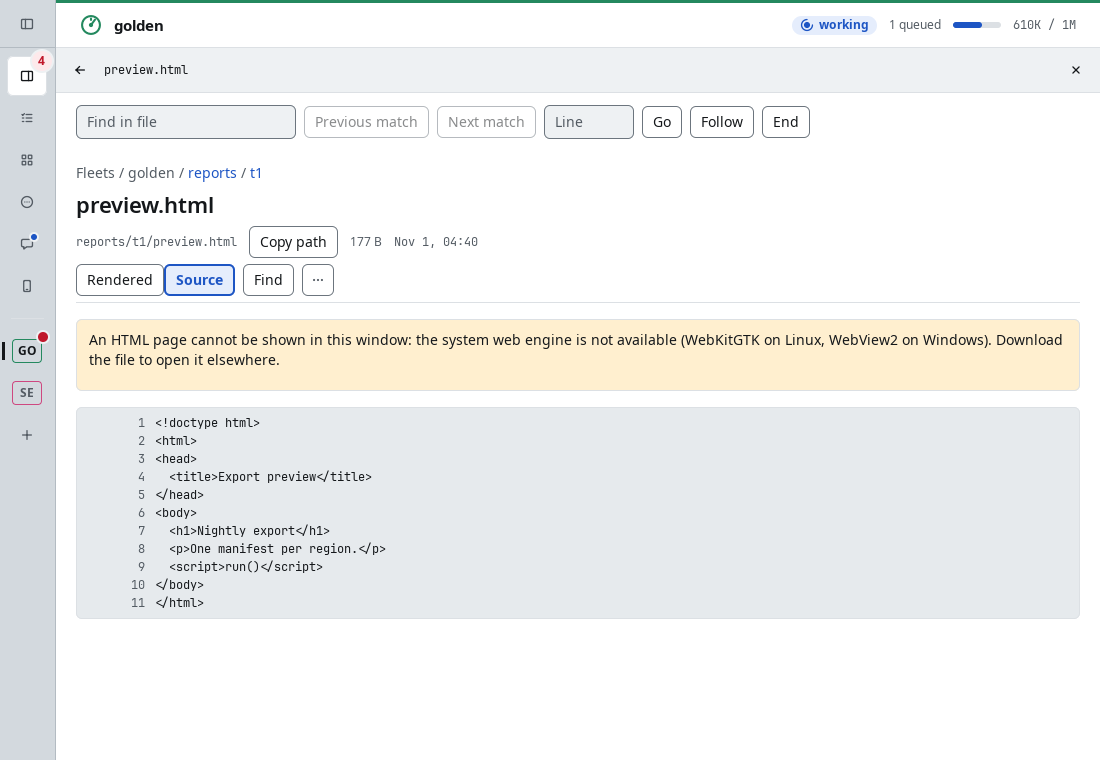 golden
working
1 queued
610K / 1M
4
preview.html
Find in file
Previous match
Next match
Line
Go
Follow
End
Fleets / golden / reports / t1
preview.html
reports/t1/preview.html
Copy path
177 B
Nov 1, 04:40
Rendered
Source
Find
···
GO
SE
An HTML page cannot be shown in this window: the system web engine is not available (WebKitGTK on Linux, WebView2 on Windows). Download
the file to open it elsewhere.
1 <!doctype html>
2 <html>
3 <head>
4   <title>Export preview</title>
5 </head>
6 <body>
7   <h1>Nightly export</h1>
8   <p>One manifest per region.</p>
9   <script>run()</script>
10 </body>
11 </html>